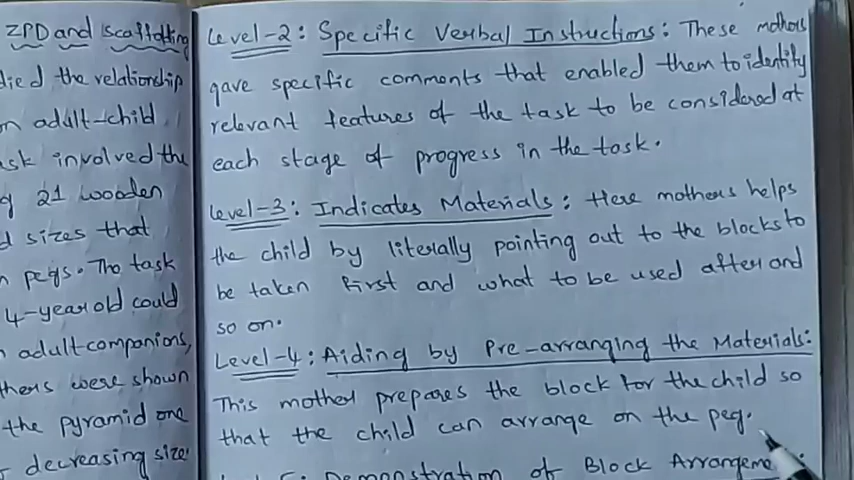 ZPD and scaffolding
died the relationship
adult-child
involved the
21 wooden
sizes that
pegs. The task
4-year old could
adult companions,
were shown
the pyramid one
decreasing size
Level-2: Specific Verbal Instructions: These mothers
gave specific comments that enabled them to identity
relevant features of the task to be considered at
each stage of progress in the task.
Level-3: Indicates Materials: Here mothers helps
the child by literally pointing out to the blocks to
be taken first and what to be used after and
so on.
Level-4: Aiding by Pre-arranging the Materials:
This mother prepares the block for the child so
that the child can arrange on the peg.
Demonstration of Block Arrangeme